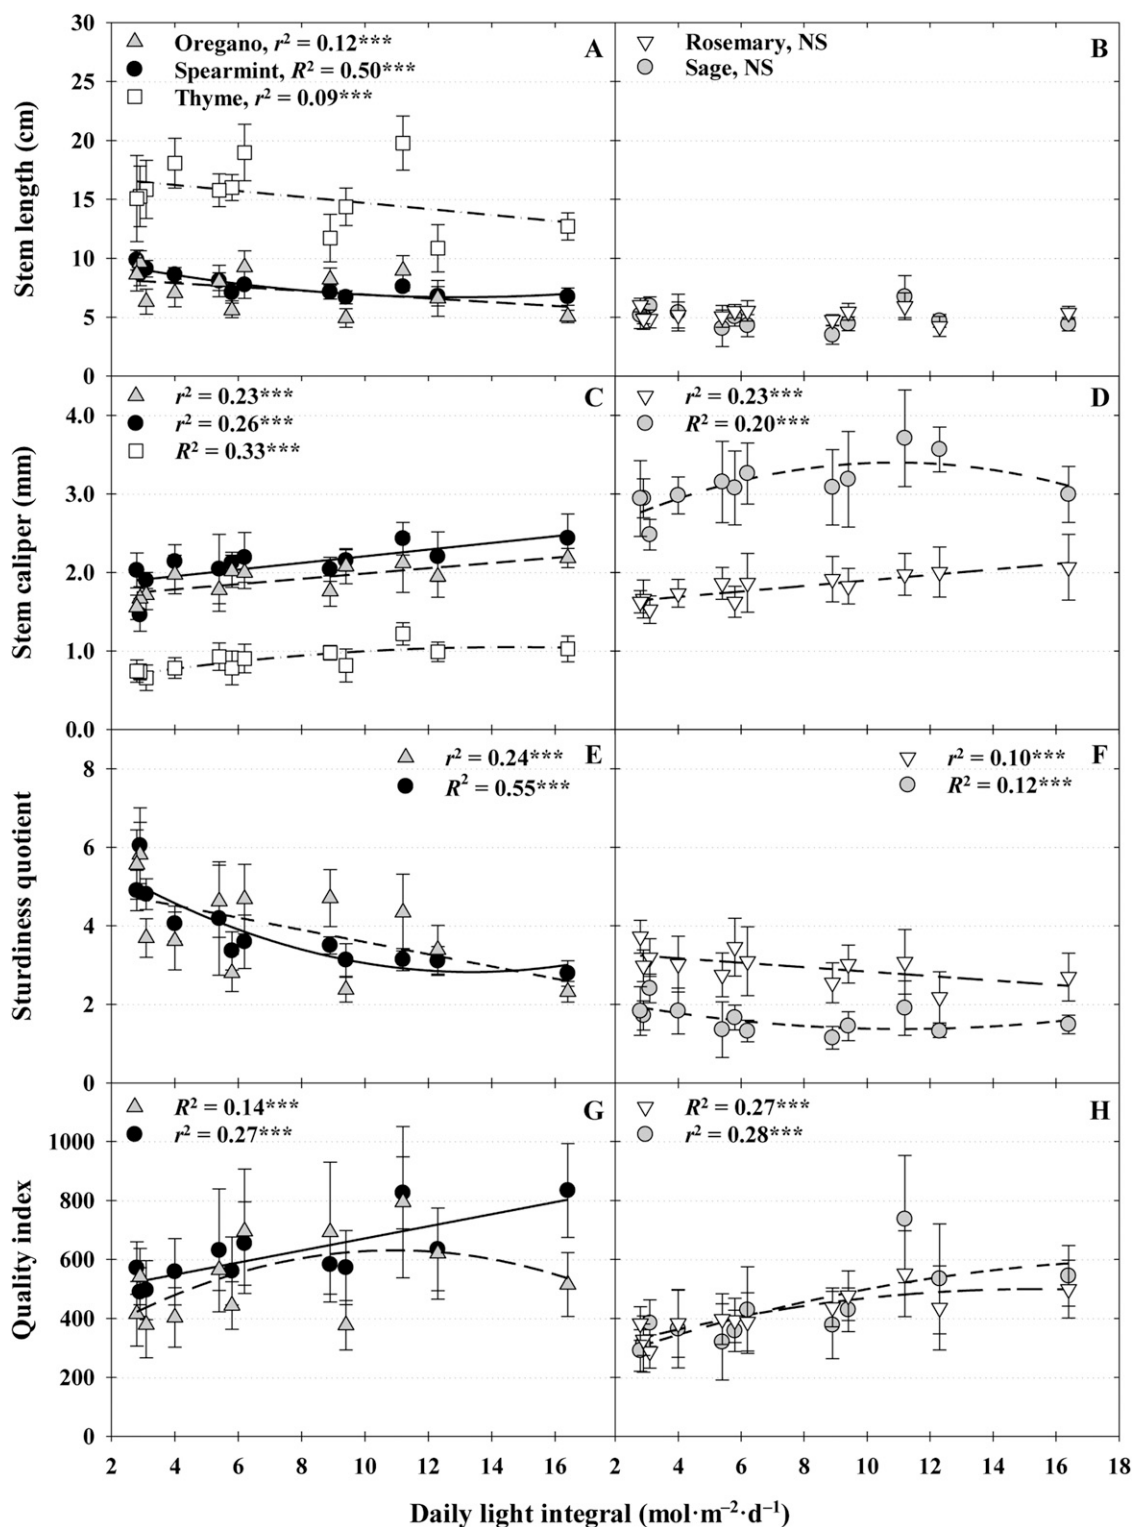 30
25
20
15
10
5
0
Stem length (cm)
Oregano, r² = 0.12***
Spearmint, R² = 0.50***
Thyme, r² = 0.09***
A
Rosemary, NS
Sage, NS
B
4.0
3.0
2.0
1.0
0.0
Stem caliper (mm)
r² = 0.23***
r² = 0.26***
R² = 0.33***
C
r² = 0.23***
R² = 0.20***
D
8
6
4
2
0
Sturdiness quotient
r² = 0.24***
R² = 0.55***
E
r² = 0.10***
R² = 0.12***
F
1000
800
600
400
200
0
Quality index
R² = 0.14***
r² = 0.27***
G
R² = 0.27***
r² = 0.28***
H
2 4 6 8 10 12 14 16 2 4 6 8 10 12 14 16 18
Daily light integral (mol·m⁻²·d⁻¹)